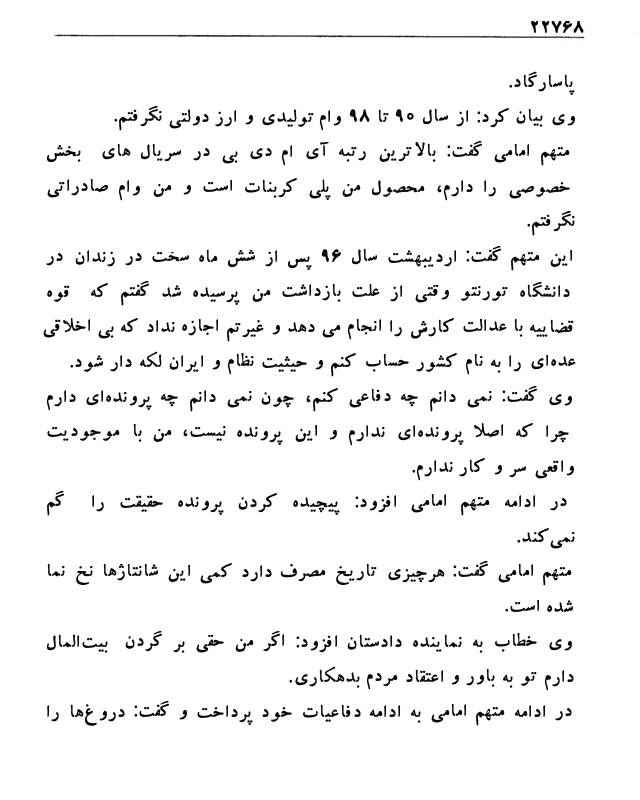 ۲۲۷۶۸
پاسارگاد.
وی بیان کرد: از سال ۹۰ تا ۹۸ وام تولیدی و ارز دولتی نگرفتم.
متهم امامی گفت: بالاترین رتبه آی ام دی بی در سریال های بخش
خصوصی را دارم، محصول من پلی کربنات است و من وام صادراتی
نگرفتم.
این متهم گفت: اردیبهشت سال ۹۶ پس از شش ماه سخت در زندان در
دانشگاه تورنتو وقتی از علت بازداشت من پرسیده شد گفتم که قوه
قضاییه با عدالت کارش را انجام می دهد و غیرتم اجازه نداد که بی اخلاقی
عده‌ای را به نام کشور حساب کنم و حیثیت نظام و ایران لکه دار شود.
وی گفت: نمی دانم چه دفاعی کنم، چون نمی دانم چه پرونده‌ای دارم
چرا که اصلا پرونده‌ای ندارم و این پرونده نیست، من با موجودیت
واقعی سر و کار ندارم.
در ادامه متهم امامی افزود: پیچیده کردن پرونده حقیقت را گم
نمی‌کند.
متهم امامی گفت: هرچیزی تاریخ مصرف دارد کمی این شانتاژها نخ نما
شده است.
وی خطاب به نماینده دادستان افزود: اگر من حقی بر گردن بیت‌المال
دارم تو به باور و اعتقاد مردم بدهکاری.
در ادامه متهم امامی به ادامه دفاعیات خود پرداخت و گفت: دروغ‌ها را